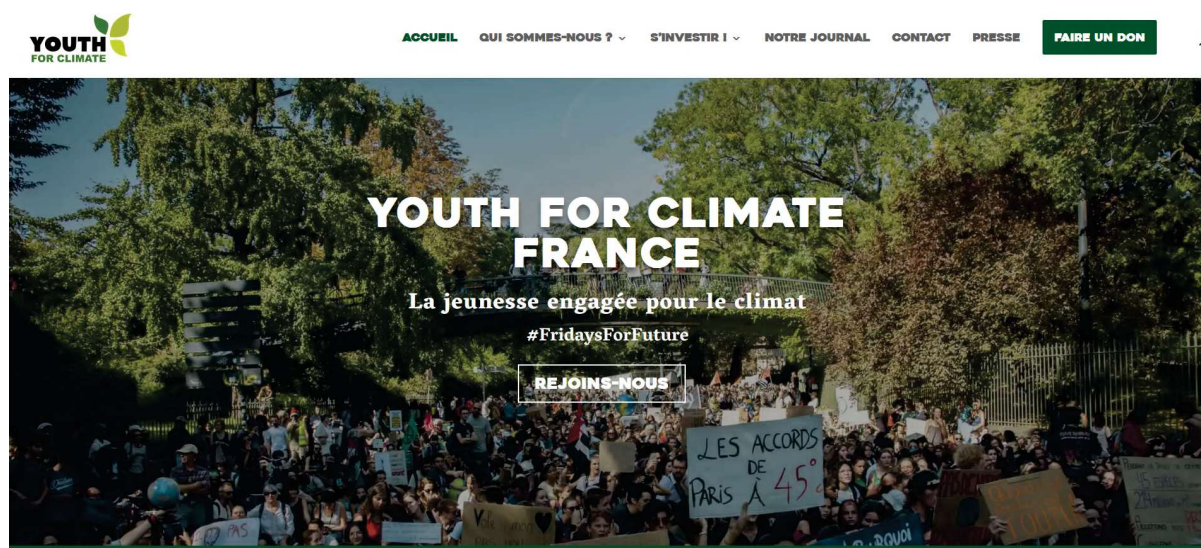 YOUTH
FOR CLIMATE
ACCUEIL QUI SOMMES-NOUS ? S'INVESTIR ! NOTRE JOURNAL CONTACT PRESSE FAIRE UN DON
YOUTH FOR CLIMATE
FRANCE
La jeunesse engagée pour le climat
#FridaysForFuture
REJOINS-NOUS
LES ACCORDS
DE
PARIS À 45°
PAS